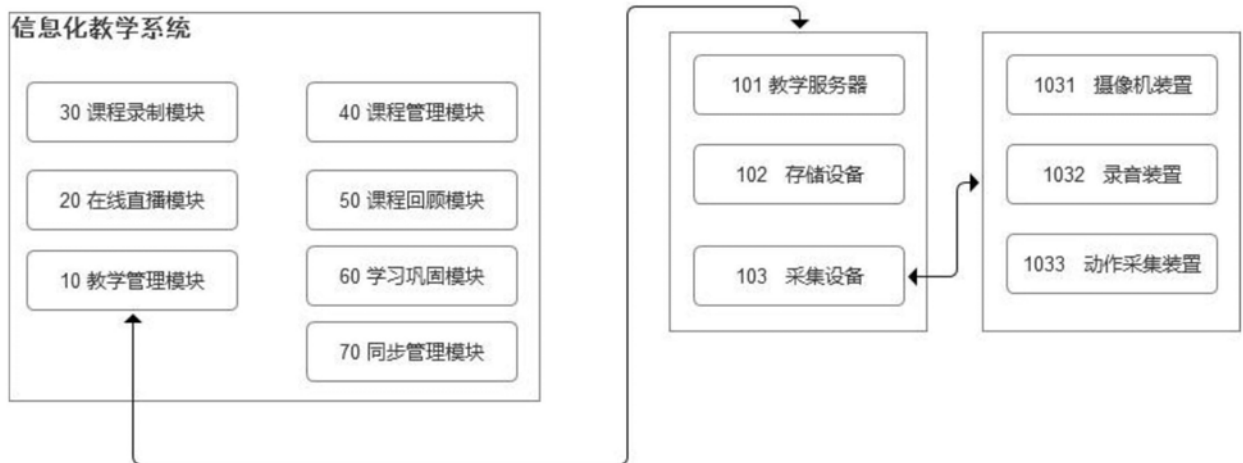 信息化教学系统
30 课程录制模块
40 课程管理模块
20 在线直播模块
50 课程回顾模块
10 教学管理模块
60 学习巩固模块
70 同步管理模块
101 教学服务器
102 存储设备
103 采集设备
1031 摄像机装置
1032 录音装置
1033 动作采集装置